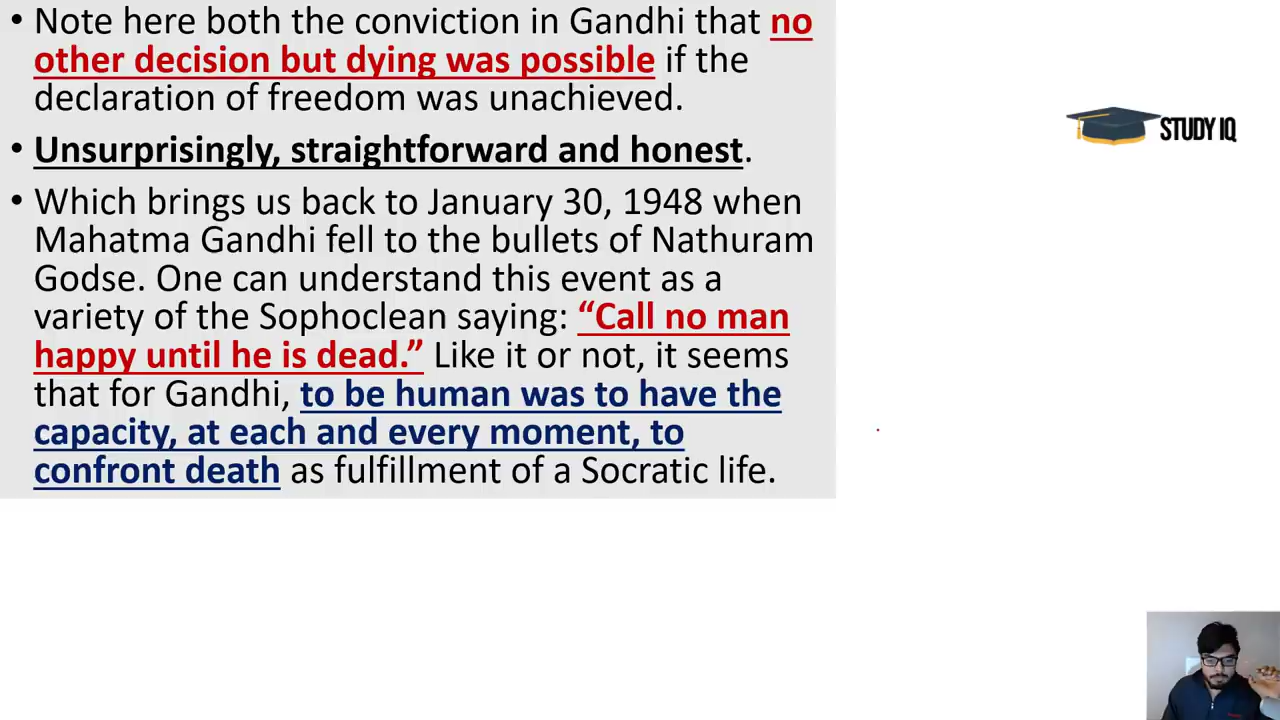 • Note here both the conviction in Gandhi that no
other decision but dying was possible if the
declaration of freedom was unachieved.
• Unsurprisingly, straightforward and honest.
• Which brings us back to January 30, 1948 when
Mahatma Gandhi fell to the bullets of Nathuram
Godse. One can understand this event as a
variety of the Sophoclean saying: “Call no man
happy until he is dead.” Like it or not, it seems
that for Gandhi, to be human was to have the
capacity, at each and every moment, to
confront death as fulfillment of a Socratic life.
STUDY IQ